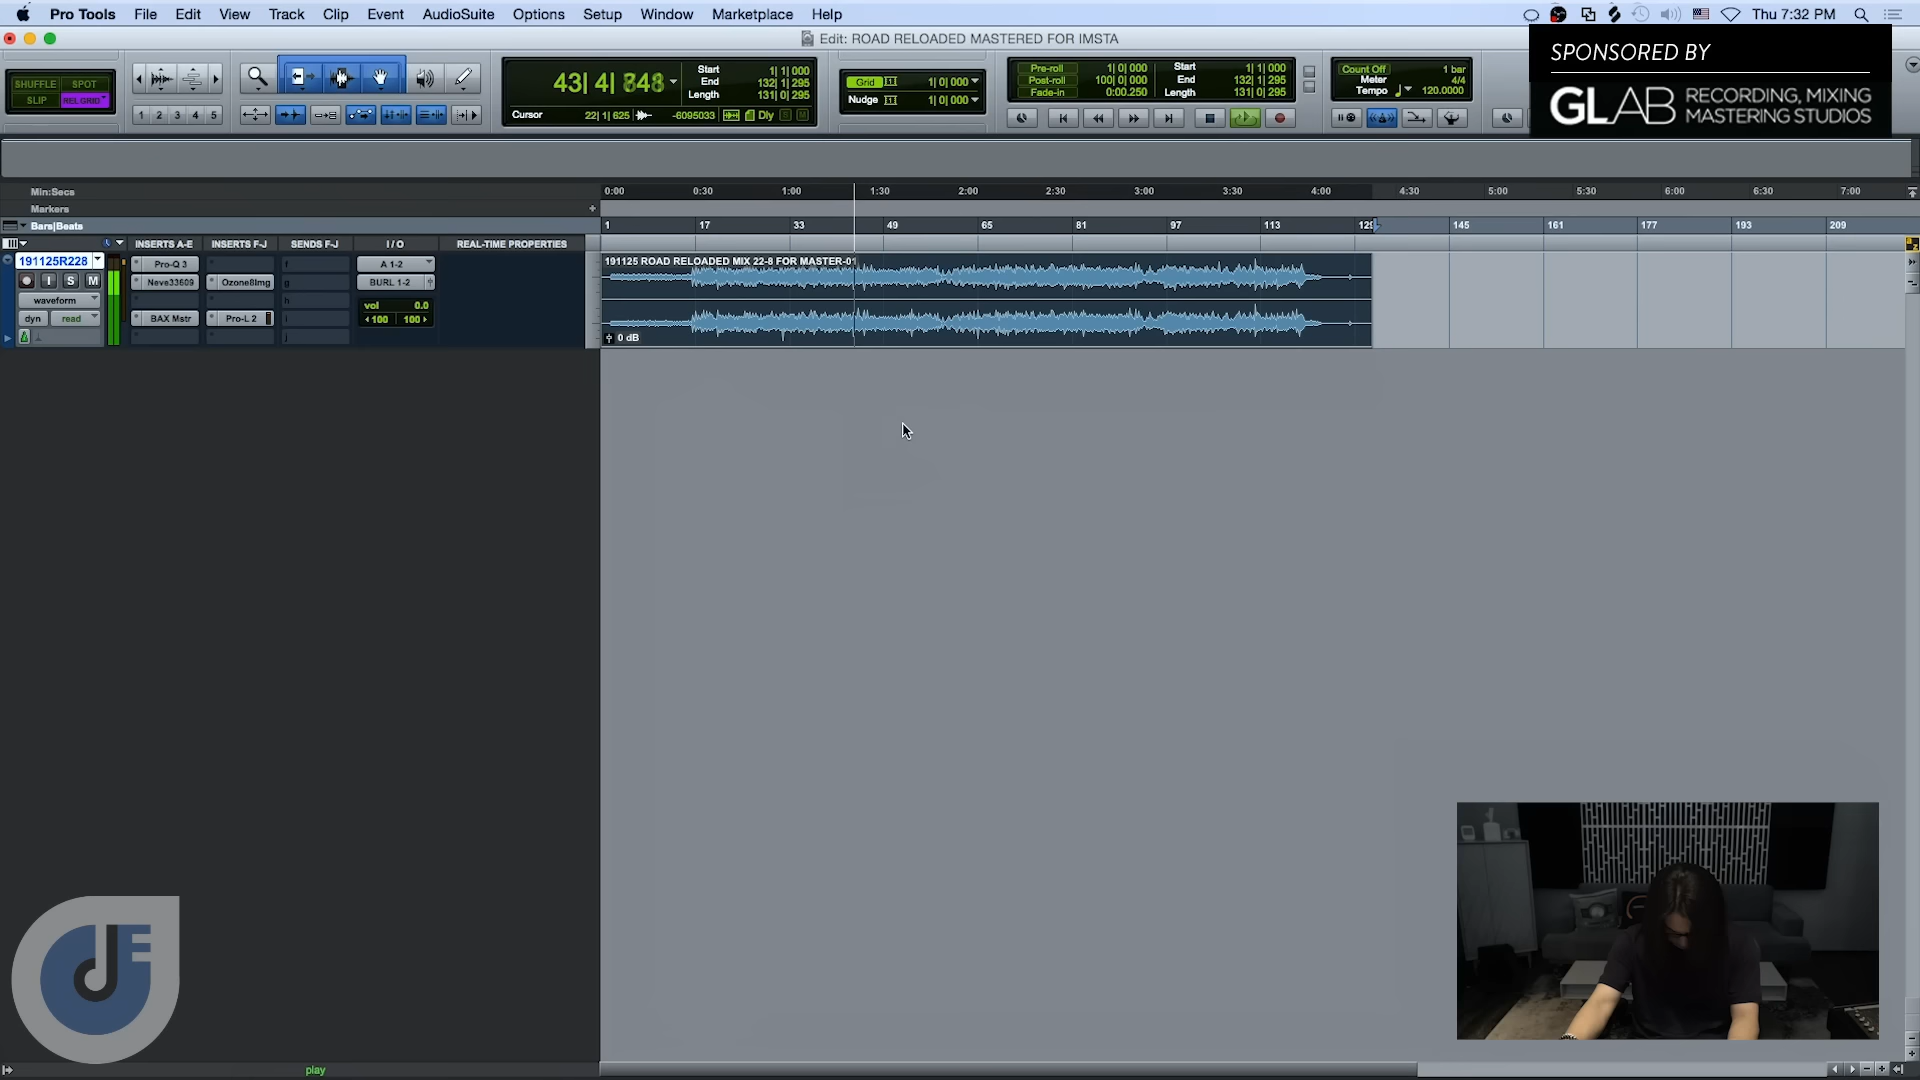 Pro Tools File Edit View Track Clip Event AudioSuite Options Setup Window Marketplace Help Thu 7:32 PM
Edit: ROAD RELOADED MASTERED FOR IMSTA
SPONSORED BY
GLAB RECORDING, MIXING
MASTERING STUDIOS
SHUFFLE SPOT
SLIP REL GRID
1 2 3 4 5
43| 4| 848
Start 1| 1| 000
End 132| 1| 295
Length 131| 0| 295
Cursor 22| 1| 625 -6095033 Dly
Grid 1| 0| 000
Nudge 1| 0| 000
Pre-roll 1| 0| 000 Start 1| 1| 000
Post-roll 100| 0| 000 End 132| 1| 295
Fade-in 0:00.250 Length 131| 0| 295
Count Off 1 bar
Meter 4/4
Tempo 120.0000
Min:Secs 0:00 0:30 1:00 1:30 2:00 2:30 3:00 3:30 4:00 4:30 5:00 5:30 6:00 6:30 7:00
Markers
Bars|Beats 1 17 33 49 65 81 97 113 129 145 161 177 193 209
INSERTS A-E INSERTS F-J SENDS F-J I / O REAL-TIME PROPERTIES
191125R228 Pro-Q 3 f A 1-2
191125 ROAD RELOADED MIX 22-8 FOR MASTER-01
I S M Neve33609 Ozone8Img g BURL 1-2
waveform h vol 0.0
dyn read BAX Mstr Pro-L 2 i 100 100
j
0 dB
play